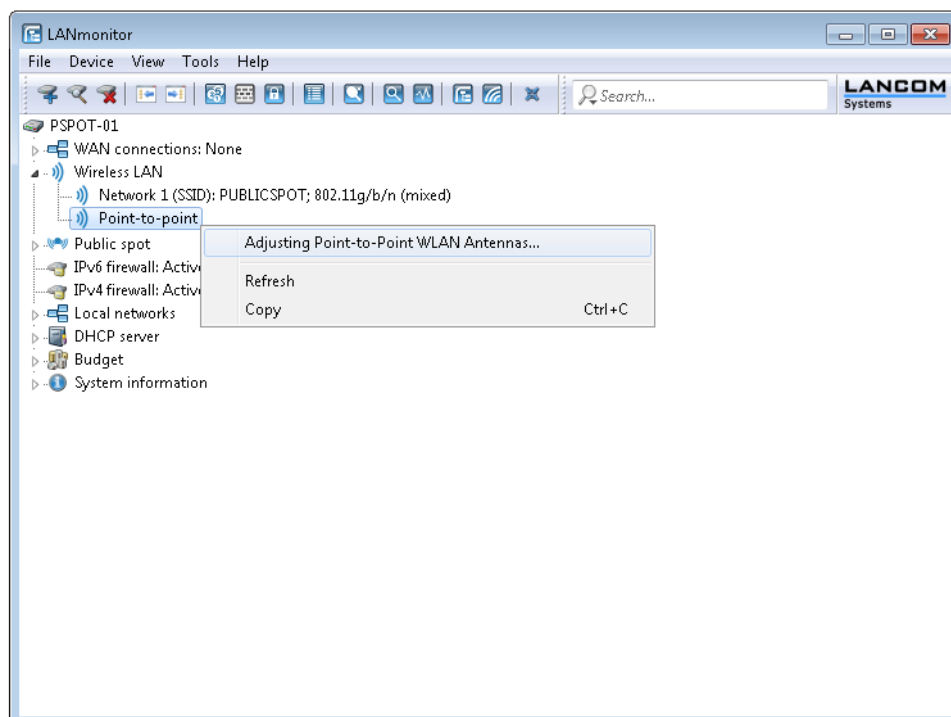 LANmonitor
File Device View Tools Help
Search...
LANCOM
Systems
PSPOT-01
WAN connections: None
Wireless LAN
Network 1 (SSID): PUBLICSPOT; 802.11g/b/n (mixed)
Point-to-point
Adjusting Point-to-Point WLAN Antennas...
Refresh
Copy Ctrl+C
Public spot
IPv6 firewall: Activ
IPv4 firewall: Activ
Local networks
DHCP server
Budget
System information